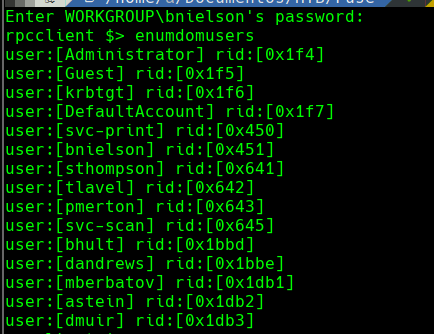 Enter WORKGROUP\bnielson's password:
rpcclient $> enumdomusers
user:[Administrator] rid:[0x1f4]
user:[Guest] rid:[0x1f5]
user:[krbtgt] rid:[0x1f6]
user:[DefaultAccount] rid:[0x1f7]
user:[svc-print] rid:[0x450]
user:[bnielson] rid:[0x451]
user:[sthompson] rid:[0x641]
user:[tlavel] rid:[0x642]
user:[pmerton] rid:[0x643]
user:[svc-scan] rid:[0x645]
user:[bhult] rid:[0x1bbd]
user:[dandrews] rid:[0x1bbe]
user:[mberbatov] rid:[0x1db1]
user:[astein] rid:[0x1db2]
user:[dmuir] rid:[0x1db3]